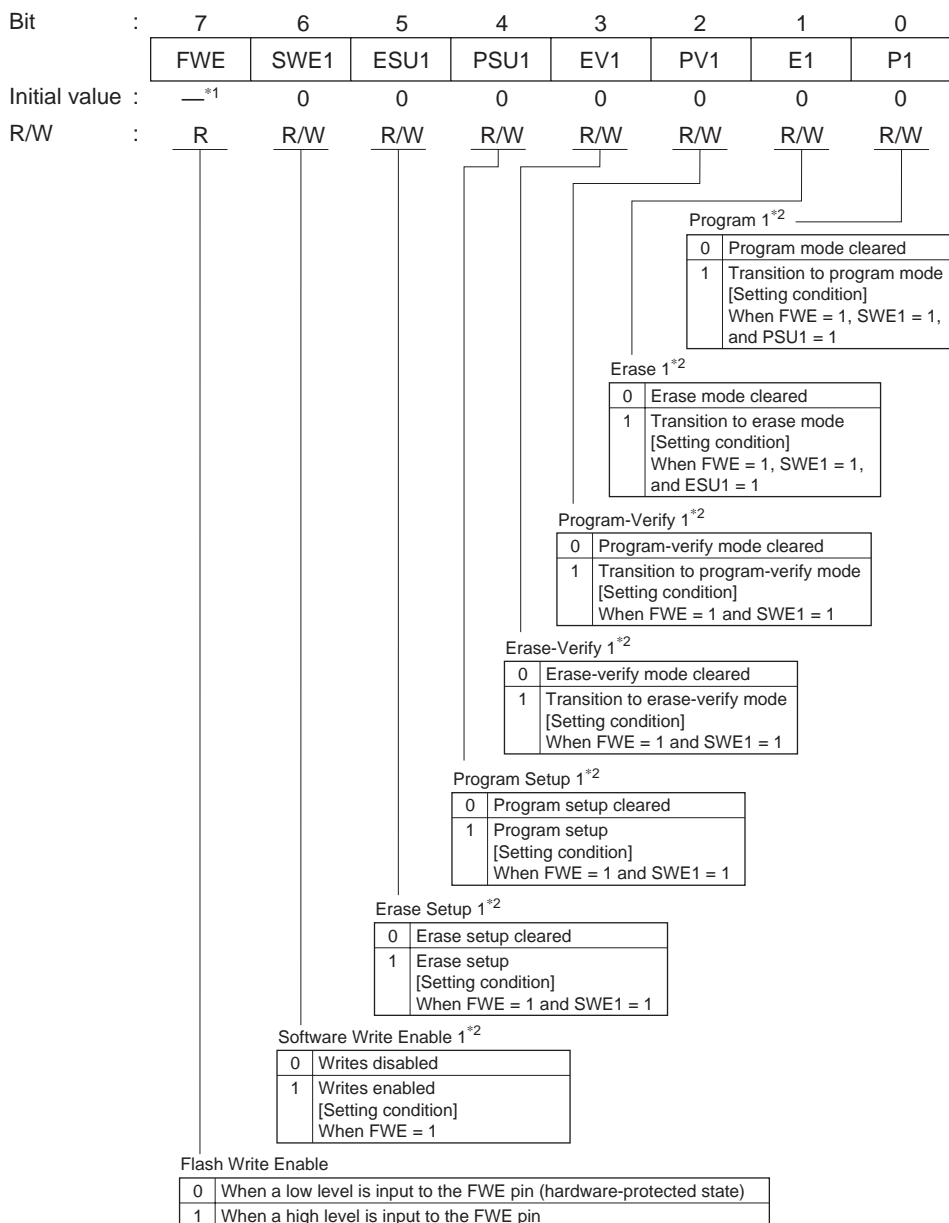 Bit : 7 6 5 4 3 2 1 0
FWE SWE1 ESU1 PSU1 EV1 PV1 E1 P1
Initial value : —*1 0 0 0 0 0 0 0
R/W : R R/W R/W R/W R/W R/W R/W R/W
Program 1*2
0 Program mode cleared
1 Transition to program mode
[Setting condition]
When FWE = 1, SWE1 = 1,
and PSU1 = 1
Erase 1*2
0 Erase mode cleared
1 Transition to erase mode
[Setting condition]
When FWE = 1, SWE1 = 1,
and ESU1 = 1
Program-Verify 1*2
0 Program-verify mode cleared
1 Transition to program-verify mode
[Setting condition]
When FWE = 1 and SWE1 = 1
Erase-Verify 1*2
0 Erase-verify mode cleared
1 Transition to erase-verify mode
[Setting condition]
When FWE = 1 and SWE1 = 1
Program Setup 1*2
0 Program setup cleared
1 Program setup
[Setting condition]
When FWE = 1 and SWE1 = 1
Erase Setup 1*2
0 Erase setup cleared
1 Erase setup
[Setting condition]
When FWE = 1 and SWE1 = 1
Software Write Enable 1*2
0 Writes disabled
1 Writes enabled
[Setting condition]
When FWE = 1
Flash Write Enable
0 When a low level is input to the FWE pin (hardware-protected state)
1 When a high level is input to the FWE pin